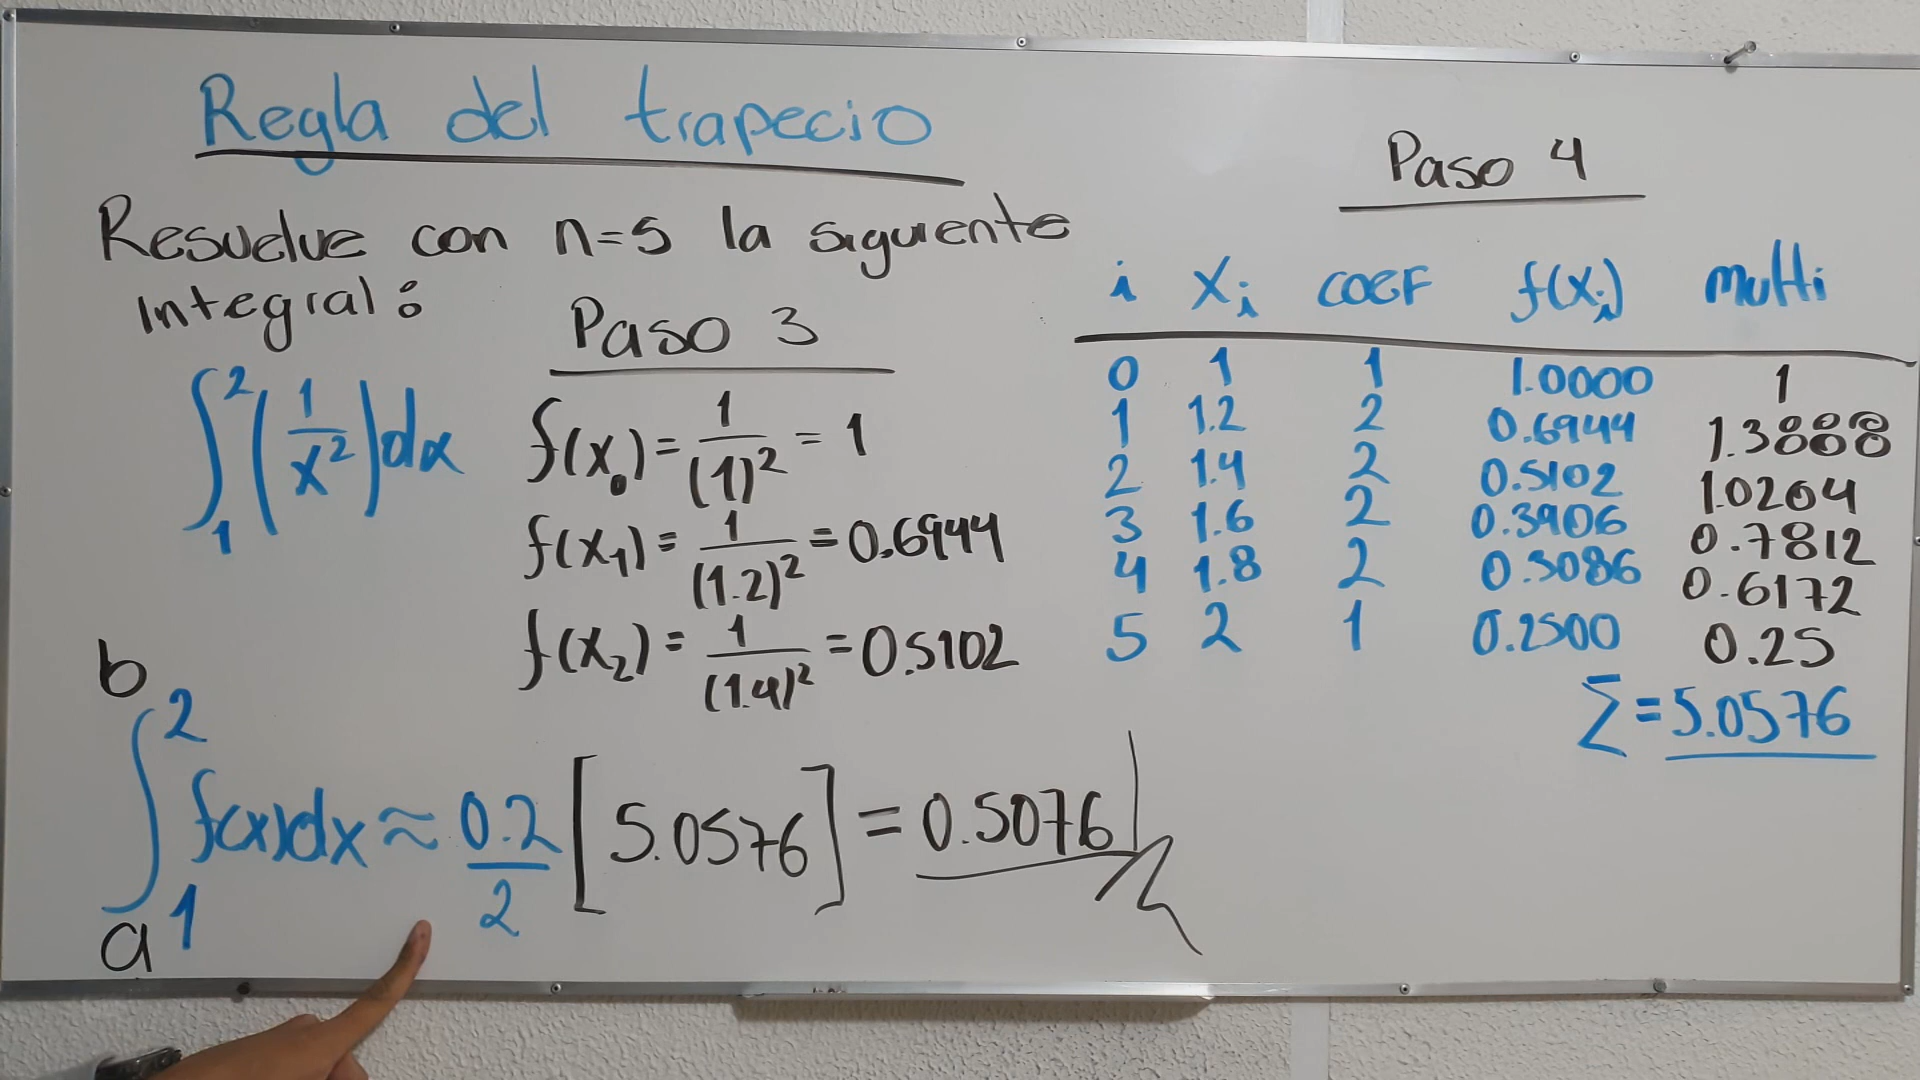 Regla del trapecio
Resuelve con n=5 la siguiente
integral:
∫₁² (1/x²)dx
Paso 3
f(x₀) = 1/(1)² = 1
f(x₁) = 1/(1.2)² = 0.6944
f(x₂) = 1/(1.4)² = 0.5102
b
∫₁² f(x)dx ≈ 0.2/2 [5.0576] = 0.5076
a
Paso 4
i xᵢ coef f(xᵢ) multi
0 1 1 1.0000 1
1 1.2 2 0.6944 1.3888
2 1.4 2 0.5102 1.0204
3 1.6 2 0.3906 0.7812
4 1.8 2 0.3086 0.6172
5 2 1 0.2500 0.25
Σ = 5.0576